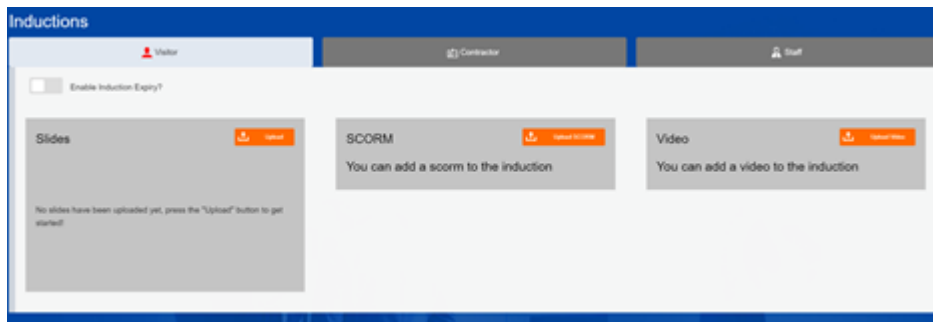 Inductions
Visitor
Contractor
Staff
Enable Induction Expiry?
Slides
Upload
SCORM
Upload SCORM
Video
Upload Video
You can add a scorm to the induction
You can add a video to the induction
No slides have been uploaded yet, press the "Upload" button to get
started!